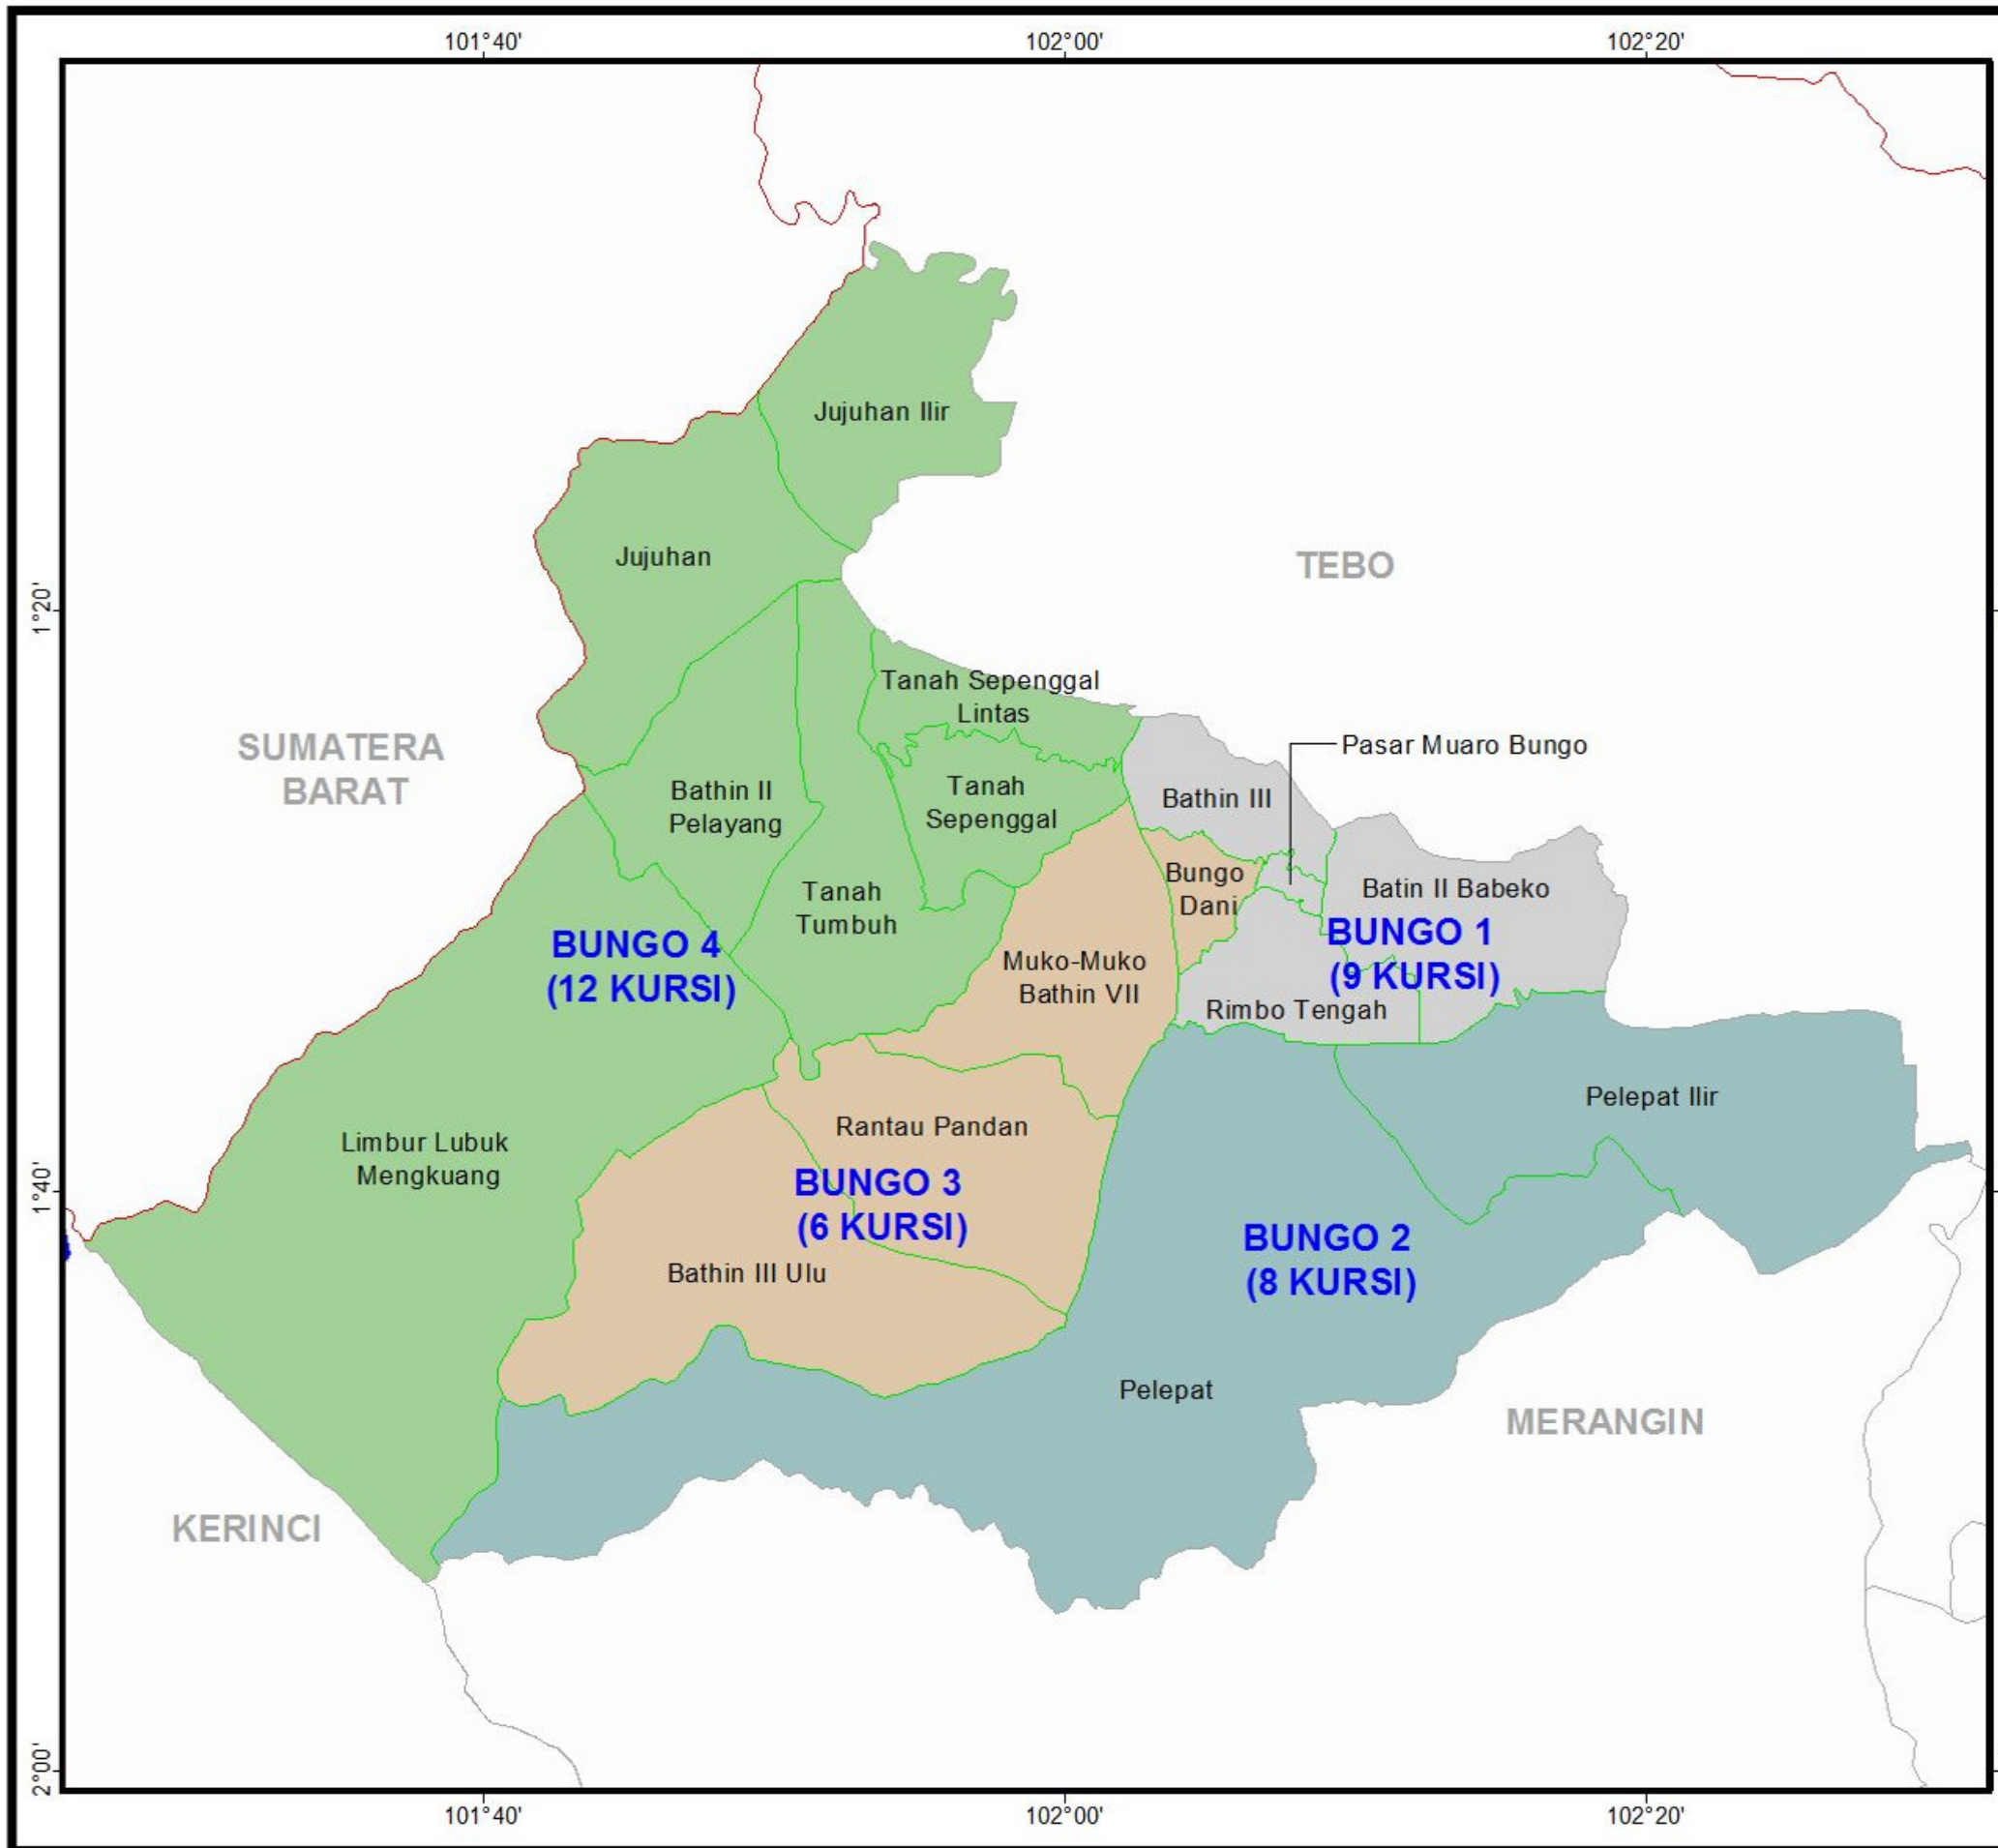 101°40'
102°00'
102°20'
Jujuhan Ilir
Jujuhan
TEBO
1°20'
Tanah Sepenggal
Lintas
SUMATERA
BARAT
Pasar Muaro Bungo
Bathin II
Pelayang
Tanah
Sepenggal
Bathin III
Bungo
Dani
Batin II Babeko
Tanah
Tumbuh
BUNGO 4
(12 KURSI)
BUNGO 1
(9 KURSI)
Muko-Muko
Bathin VII
Rimbo Tengah
Pelepat Ilir
Rantau Pandan
Limbur Lubuk
Mengkuang
1°40'
BUNGO 3
(6 KURSI)
BUNGO 2
(8 KURSI)
Bathin III Ulu
Pelepat
MERANGIN
KERINCI
2°00'
101°40'
102°00'
102°20'